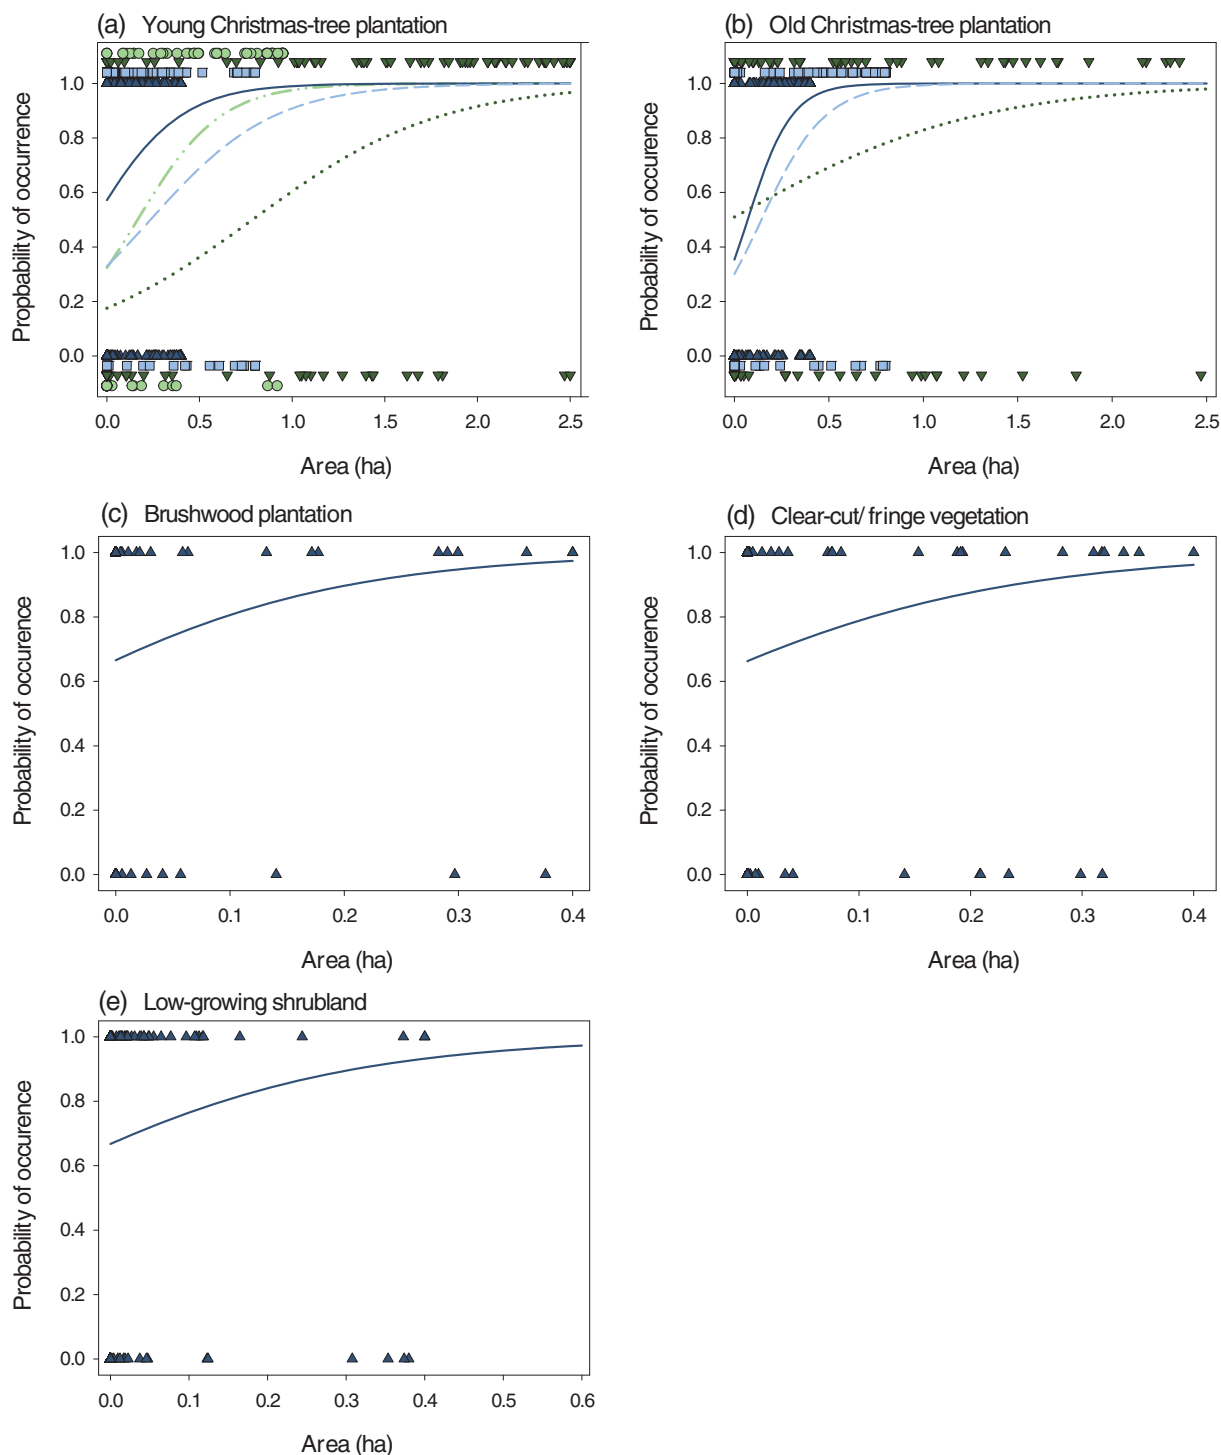 (a) Young Christmas-tree plantation
Propbability of occurrence
1.0
0.8
0.6
0.4
0.2
0.0
0.0 0.5 1.0 1.5 2.0 2.5
Area (ha)
(b) Old Christmas-tree plantation
Probability of occurence
1.0
0.8
0.6
0.4
0.2
0.0
0.0 0.5 1.0 1.5 2.0 2.5
Area (ha)
(c) Brushwood plantation
Probability of occurence
1.0
0.8
0.6
0.4
0.2
0.0
0.0 0.1 0.2 0.3 0.4
Area (ha)
(d) Clear-cut/ fringe vegetation
Probability of occurence
1.0
0.8
0.6
0.4
0.2
0.0
0.0 0.1 0.2 0.3 0.4
Area (ha)
(e) Low-growing shrubland
Probability of occurence
1.0
0.8
0.6
0.4
0.2
0.0
0.0 0.1 0.2 0.3 0.4 0.5 0.6
Area (ha)